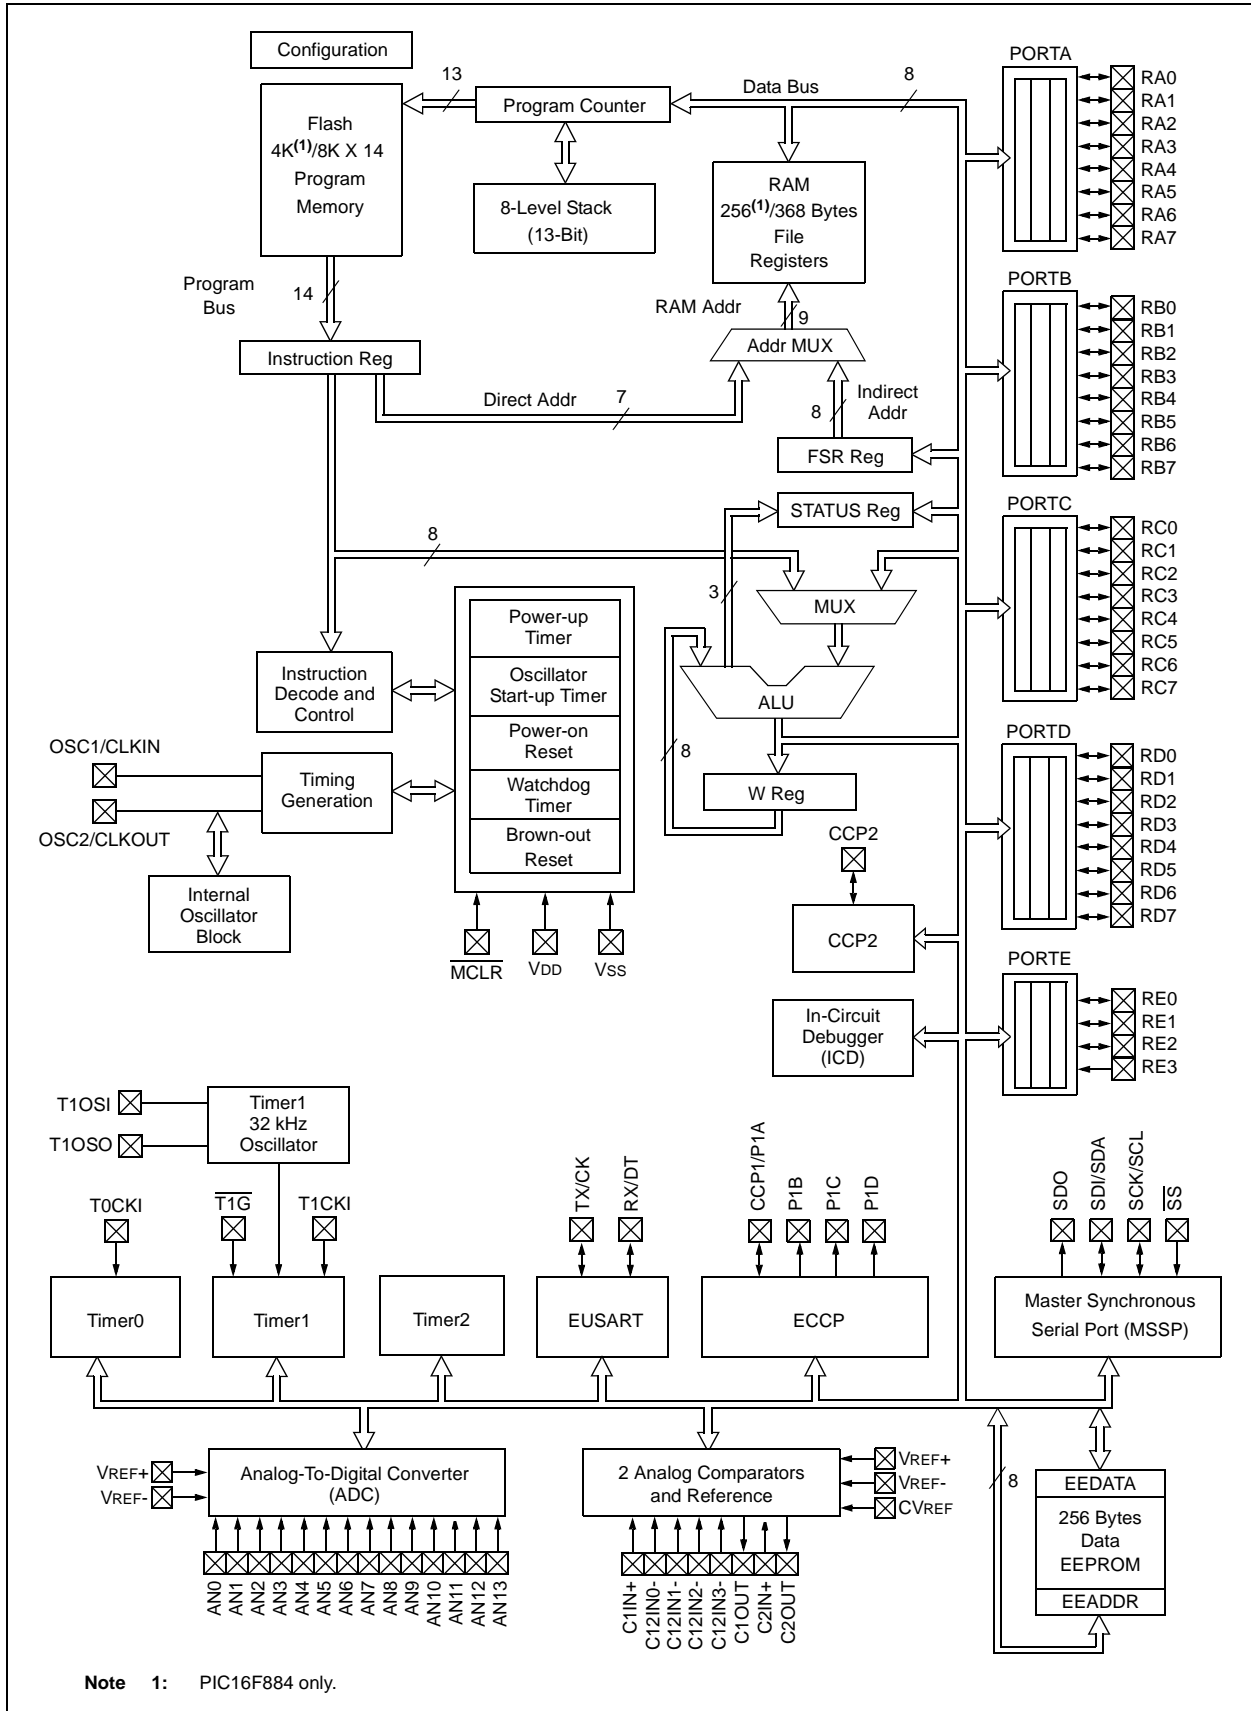 Configuration
Flash
4K(1)/8K X 14
Program
Memory
13
Program Counter
8-Level Stack
(13-Bit)
Data Bus
8
RAM
256(1)/368 Bytes
File
Registers
Program
Bus
14
RAM Addr
9
Addr MUX
Instruction Reg
Direct Addr
7
Indirect
Addr
8
FSR Reg
STATUS Reg
8
3
MUX
ALU
8
W Reg
Instruction
Decode and
Control
Power-up
Timer
Oscillator
Start-up Timer
Power-on
Reset
Watchdog
Timer
Brown-out
Reset
OSC1/CLKIN
OSC2/CLKOUT
Timing
Generation
Internal
Oscillator
Block
MCLR
VDD
VSS
CCP2
CCP2
In-Circuit
Debugger
(ICD)
PORTA
RA0
RA1
RA2
RA3
RA4
RA5
RA6
RA7
PORTB
RB0
RB1
RB2
RB3
RB4
RB5
RB6
RB7
PORTC
RC0
RC1
RC2
RC3
RC4
RC5
RC6
RC7
PORTD
RD0
RD1
RD2
RD3
RD4
RD5
RD6
RD7
PORTE
RE0
RE1
RE2
RE3
T1OSI
T1OSO
Timer1
32 kHz
Oscillator
T0CKI
T1G
T1CKI
TX/CK
RX/DT
CCP1/P1A
P1B
P1C
P1D
SDO
SDI/SDA
SCK/SCL
SS
Timer0
Timer1
Timer2
EUSART
ECCP
Master Synchronous
Serial Port (MSSP)
VREF+
VREF-
Analog-To-Digital Converter
(ADC)
AN0
AN1
AN2
AN3
AN4
AN5
AN6
AN7
AN8
AN9
AN10
AN11
AN12
AN13
2 Analog Comparators
and Reference
VREF+
VREF-
CVREF
C1IN+
C12IN0-
C12IN1-
C12IN2-
C12IN3-
C1OUT
C2IN+
C2OUT
8
EEDATA
256 Bytes
Data
EEPROM
EEADDR
Note 1: PIC16F884 only.